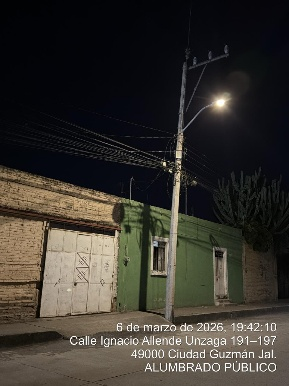 6 de marzo de 2026, 19:42:10
Calle Ignacio Allende Unzaga 191–197
49000 Ciudad Guzmán Jal.
ALUMBRADO PÚBLICO